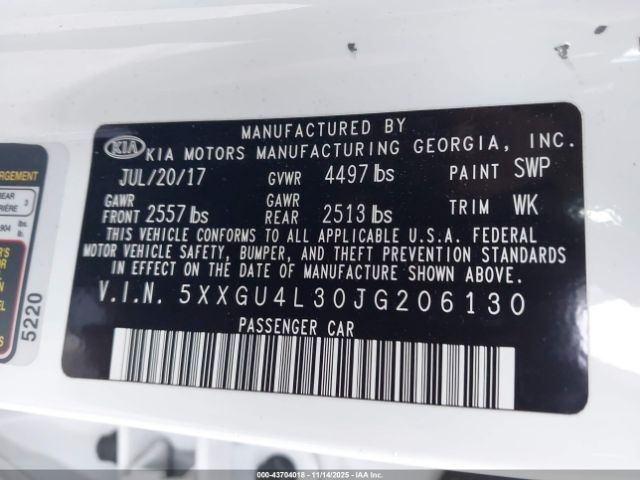 MANUFACTURED BY
KIA KIA MOTORS MANUFACTURING GEORGIA, INC.
JUL/20/17 GVWR 4497 lbs PAINT SWP
GAWR FRONT 2557 lbs GAWR REAR 2513 lbs TRIM WK
THIS VEHICLE CONFORMS TO ALL APPLICABLE U.S.A. FEDERAL
MOTOR VEHICLE SAFETY, BUMPER, AND THEFT PREVENTION STANDARDS
IN EFFECT ON THE DATE OF MANUFACTURE SHOWN ABOVE.
V.I.N. 5XXGU4L30JG206130
PASSENGER CAR
5220
000-43704018 - 11/14/2025 - IAA Inc.